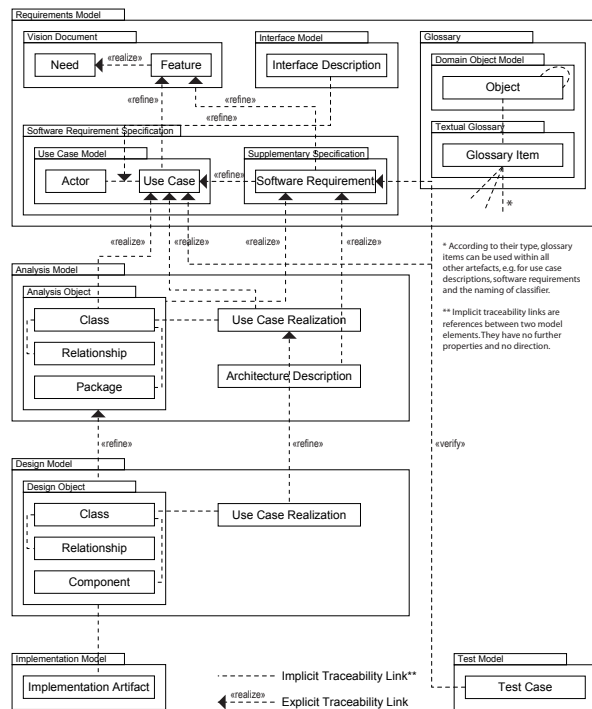 Requirements Model
Vision Document
Interface Model
Glossary
Need
«realize»
Feature
Interface Description
Domain Object Model
Object
«refine»
«refine»
Software Requirement Specification
Textual Glossary
Glossary Item
Use Case Model
Supplementary Specification
Actor
Use Case
«refine»
Software Requirement
*
«realize»
«realize»
«realize»
«realize»
* According to their type, glossary
items can be used within all
other artefacts, e.g. for use case
descriptions, software requirements
and the naming of classifier.
** Implicit traceability links are
references between two model
elements. They have no further
properties and no direction.
Analysis Model
Analysis Object
Class
Use Case Realization
Relationship
Package
Architecture Description
«refine»
«refine»
«verify»
Design Model
Design Object
Class
Use Case Realization
Relationship
Component
Implementation Model
Implementation Artifact
Implicit Traceability Link**
«realize»
Explicit Traceability Link
Test Model
Test Case